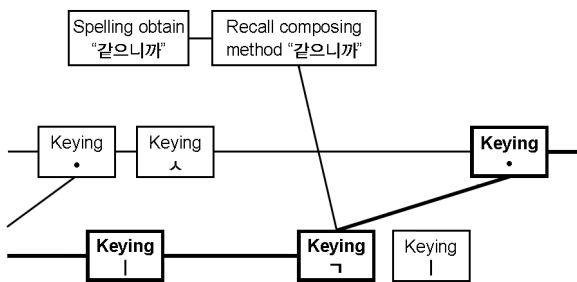 Spelling obtain
“같으니까”
Recall composing
method “같으니까”
Keying
•
Keying
ㅅ
Keying
•
Keying
ㅣ
Keying
ㄱ
Keying
ㅣ